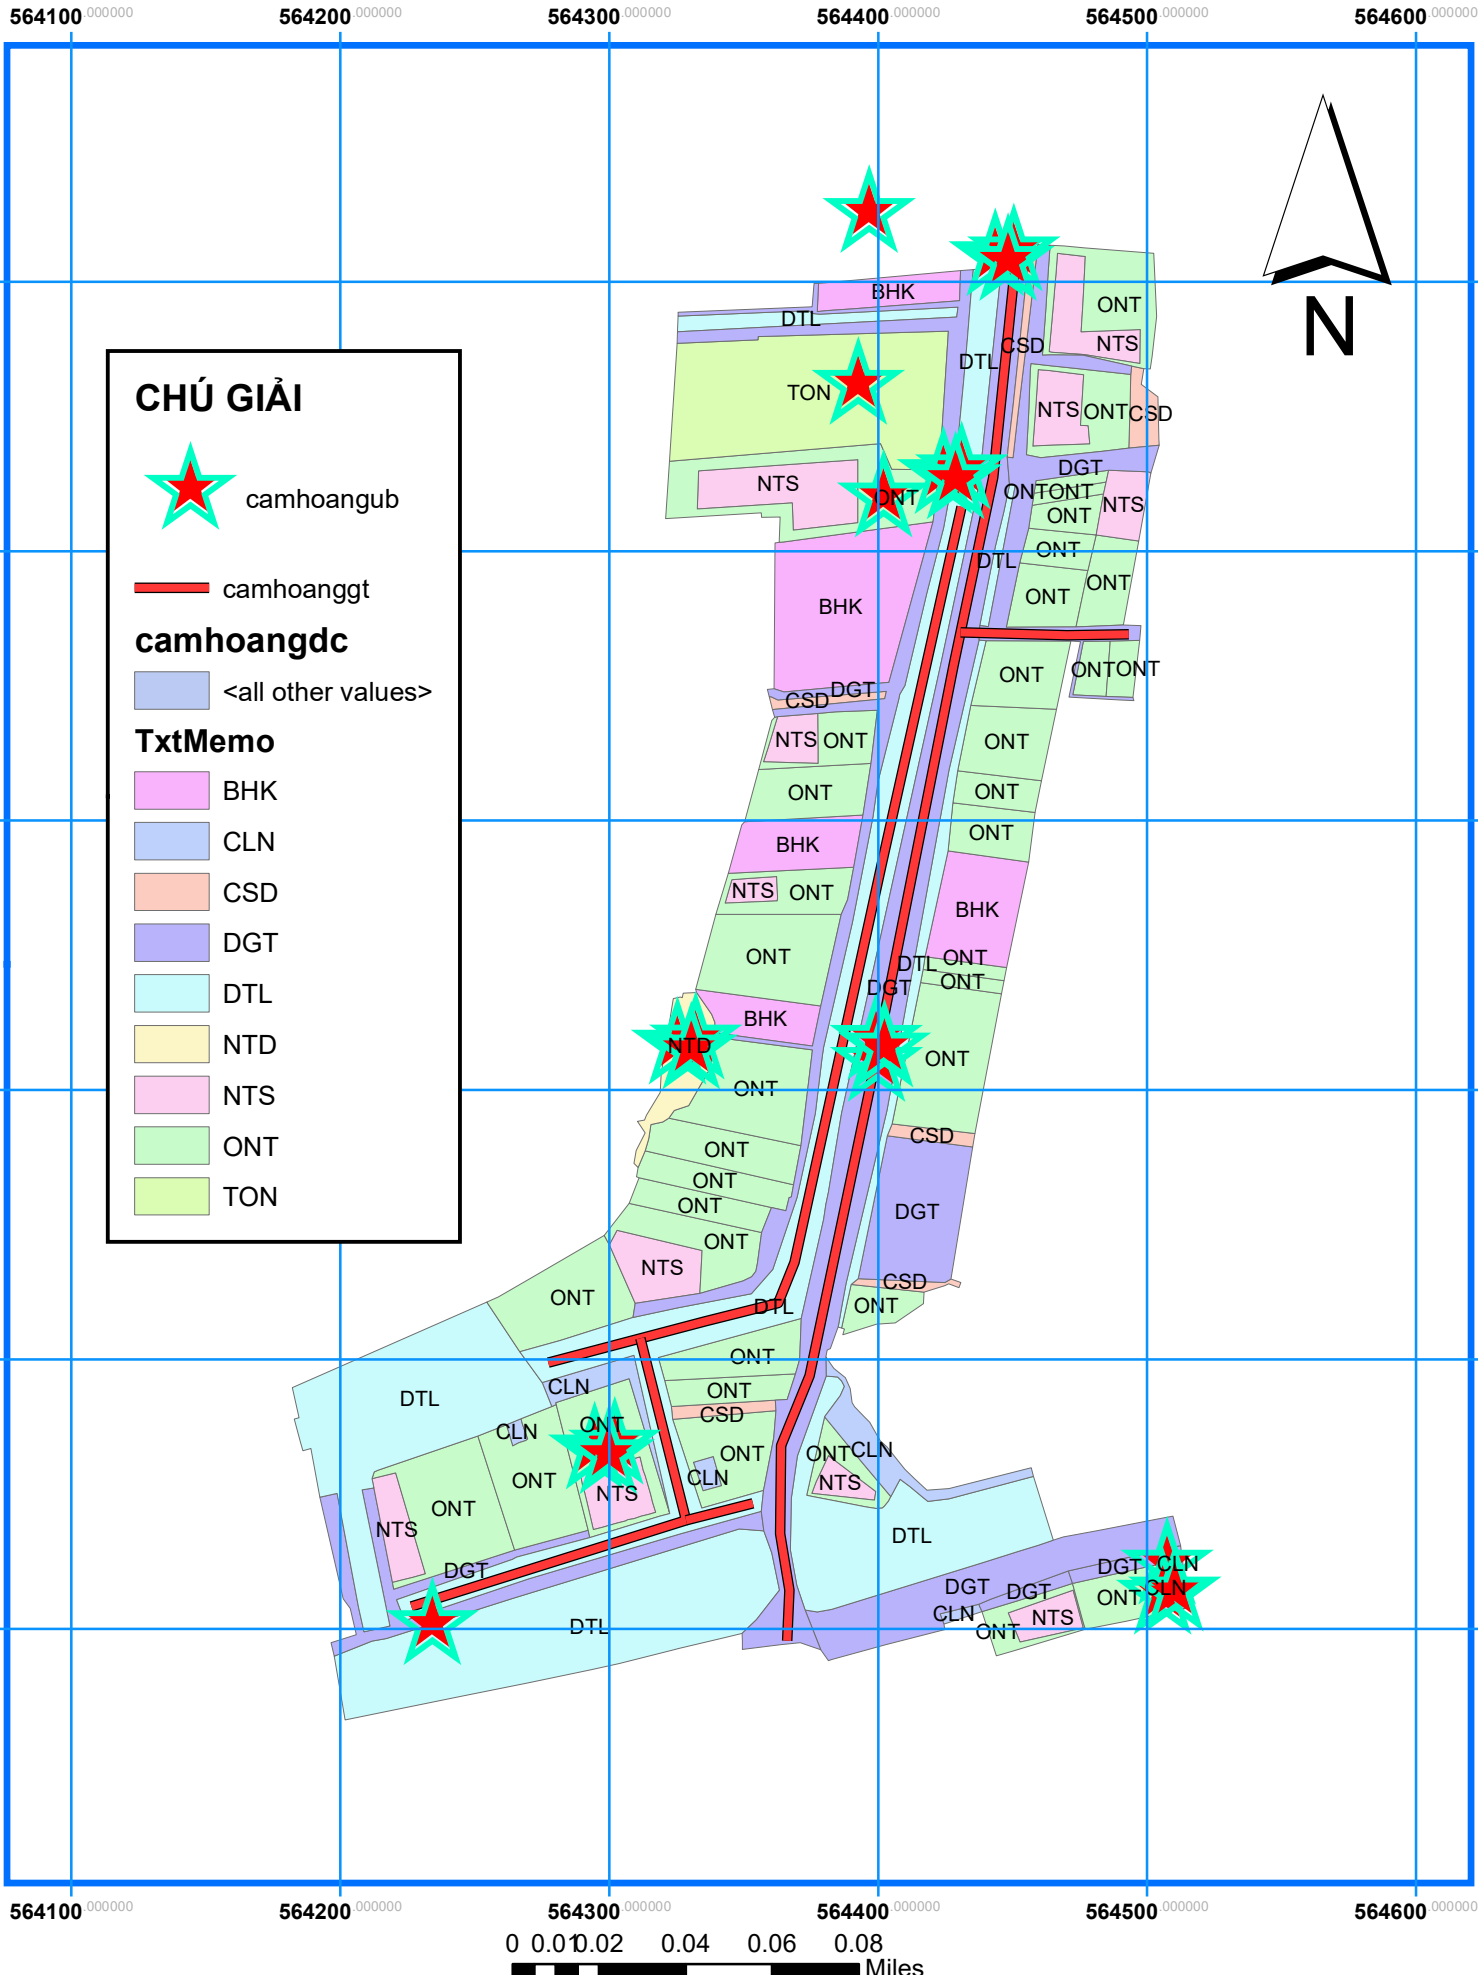 564100.000000 564200.000000 564300.000000 564400.000000 564500.000000 564600.000000
N
CHÚ GIẢI
camhoangub
camhoanggt
camhoangdc
<all other values>
TxtMemo
BHK
CLN
CSD
DGT
DTL
NTD
NTS
ONT
TON
BHK
ONT
DTL
NTS
CSD
DTL
TON
NTS
ONT
CSD
DGT
NTS
ONT
ONT
ONT
NTS
ONT
ONT
DTL
ONT
ONT
BHK
ONT
ONT
ONT
DGT
CSD
NTS
ONT
ONT
ONT
ONT
ONT
BHK
NTS
ONT
BHK
ONT
ONT
DTL
ONT
DGT
BHK
NTD
ONT
ONT
CSD
ONT
ONT
ONT
DGT
ONT
NTS
CSD
ONT
DTL
ONT
ONT
CLN
ONT
DTL
CSD
ONT
CLN
ONT
ONT
CLN
CLN
ONT
NTS
NTS
ONT
NTS
DTL
DGT
DGT
CLN
DGT
DGT
CLN
ONT
CLN
NTS
ONT
DTL
564100.000000 564200.000000 564300.000000 564400.000000 564500.000000 564600.000000
0 0.01 0.02 0.04 0.06 0.08
Miles